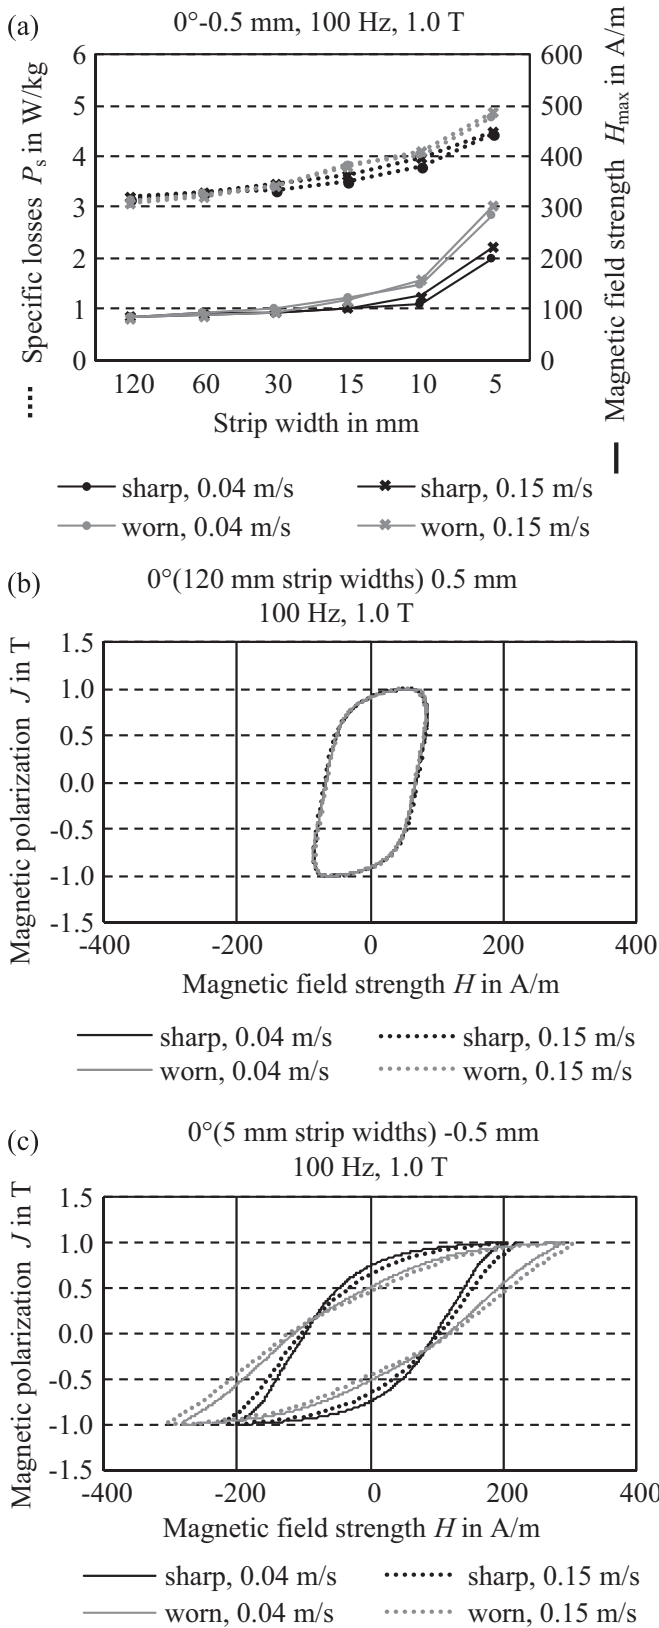 (a)
0°-0.5 mm, 100 Hz, 1.0 T
Specific losses Ps in W/kg
6
5
4
3
2
1
0
600
500
400
300
200
100
0
Magnetic field strength Hmax in A/m
120 60 30 15 10 5
Strip width in mm
sharp, 0.04 m/s sharp, 0.15 m/s
worn, 0.04 m/s worn, 0.15 m/s
(b)
0°(120 mm strip widths) 0.5 mm
100 Hz, 1.0 T
Magnetic polarization J in T
1.5
1.0
0.5
0.0
-0.5
-1.0
-1.5
-400 -200 0 200 400
Magnetic field strength H in A/m
sharp, 0.04 m/s sharp, 0.15 m/s
worn, 0.04 m/s worn, 0.15 m/s
(c)
0°(5 mm strip widths) -0.5 mm
100 Hz, 1.0 T
Magnetic polarization J in T
1.5
1.0
0.5
0.0
-0.5
-1.0
-1.5
-400 -200 0 200 400
Magnetic field strength H in A/m
sharp, 0.04 m/s sharp, 0.15 m/s
worn, 0.04 m/s worn, 0.15 m/s